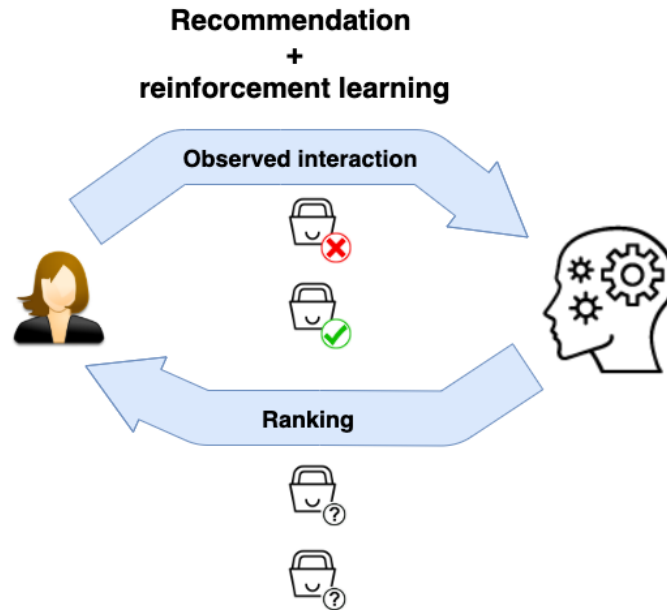 Recommendation
+
reinforcement learning
Observed interaction
Ranking
?
?